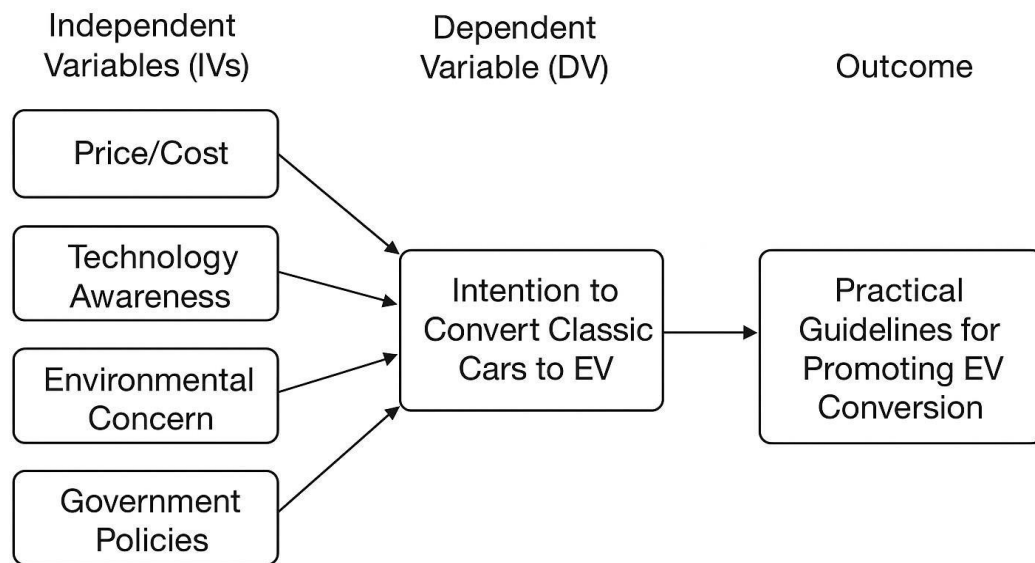 Independent
Variables (IVs)
Dependent
Variable (DV)
Outcome
Price/Cost
Technology
Awareness
Environmental
Concern
Government
Policies
Intention to
Convert Classic
Cars to EV
Practical
Guidelines for
Promoting EV
Conversion